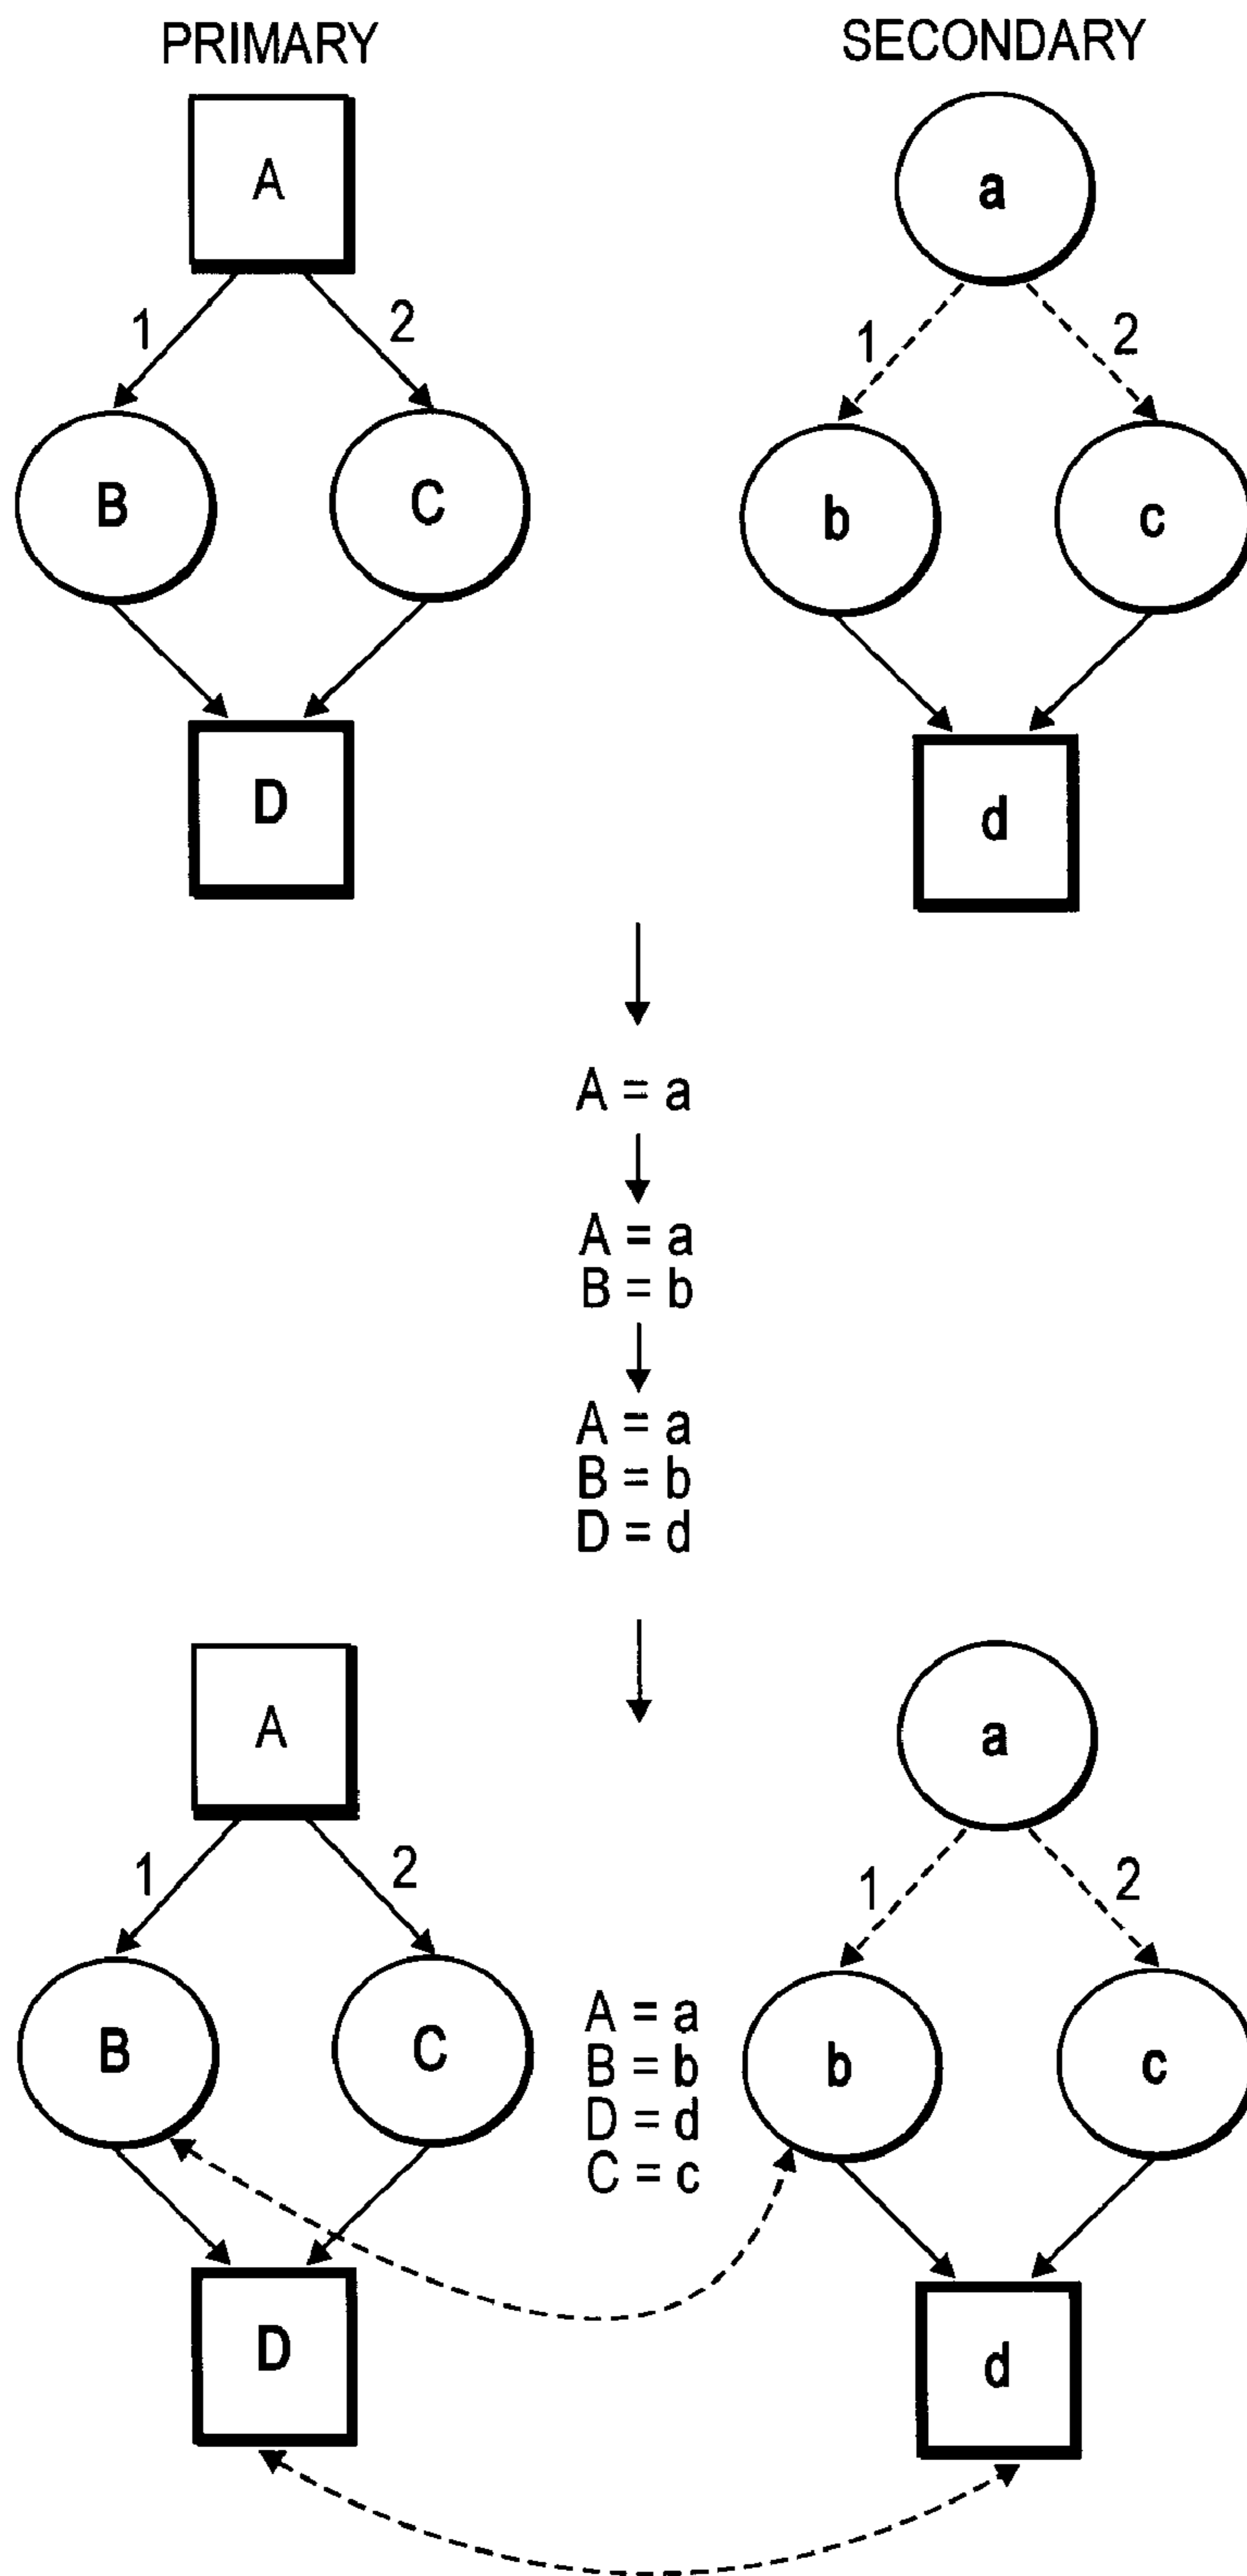 PRIMARY
SECONDARY
A
a
1
2
1
2
B
C
b
c
D
d
A = a
A = a
B = b
A = a
B = b
D = d
A
a
1
2
1
2
B
C
A = a
B = b
D = d
C = c
b
c
D
d